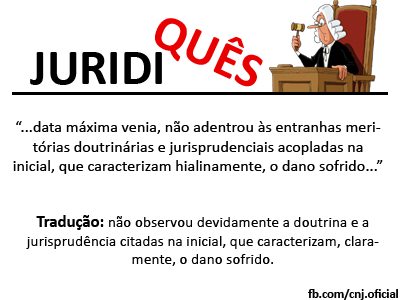 JURIDIQUÊS
“...data máxima venia, não adentrou às entranhas meri-
tórias doutrinárias e jurisprudenciais acopladas na
inicial, que caracterizam hialinamente, o dano sofrido...”
Tradução: não observou devidamente a doutrina e a
jurisprudência citadas na inicial, que caracterizam, clara-
mente, o dano sofrido.
fb.com/cnj.oficial